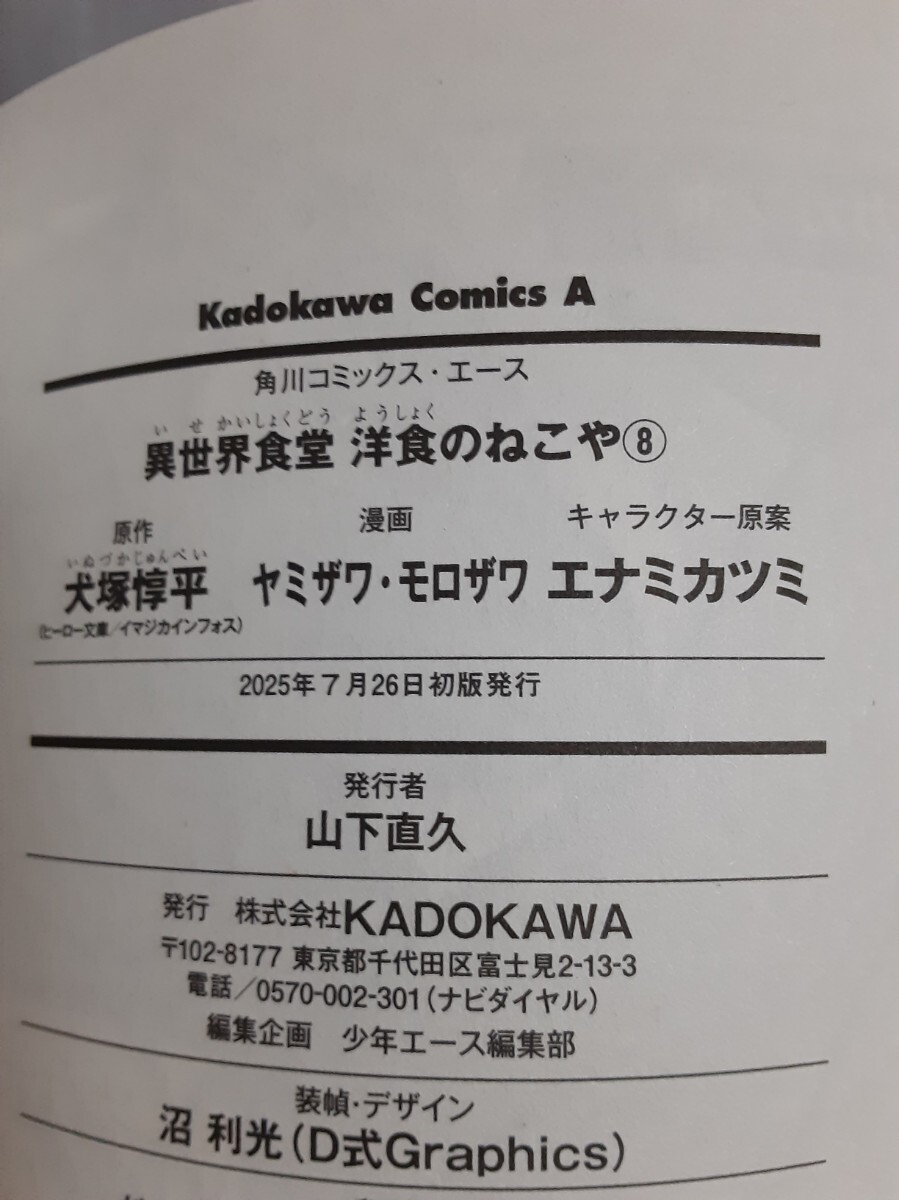 Kadokawa Comics A
角川コミックス・エース
いせかいしょくどう ようしょく
異世界食堂 洋食のねこや⑧
原作 漫画 キャラクター原案
いぬづかじゅんぺい
犬塚惇平 ヤミザワ・モロザワ エナミカツミ
(ヒーロー文庫／イマジカインフォス)
2025年7月26日初版発行
発行者
山下直久
発行 株式会社KADOKAWA
〒102-8177 東京都千代田区富士見2-13-3
電話／0570-002-301(ナビダイヤル)
編集企画 少年エース編集部
装幀・デザイン
沼 利光(D式Graphics)